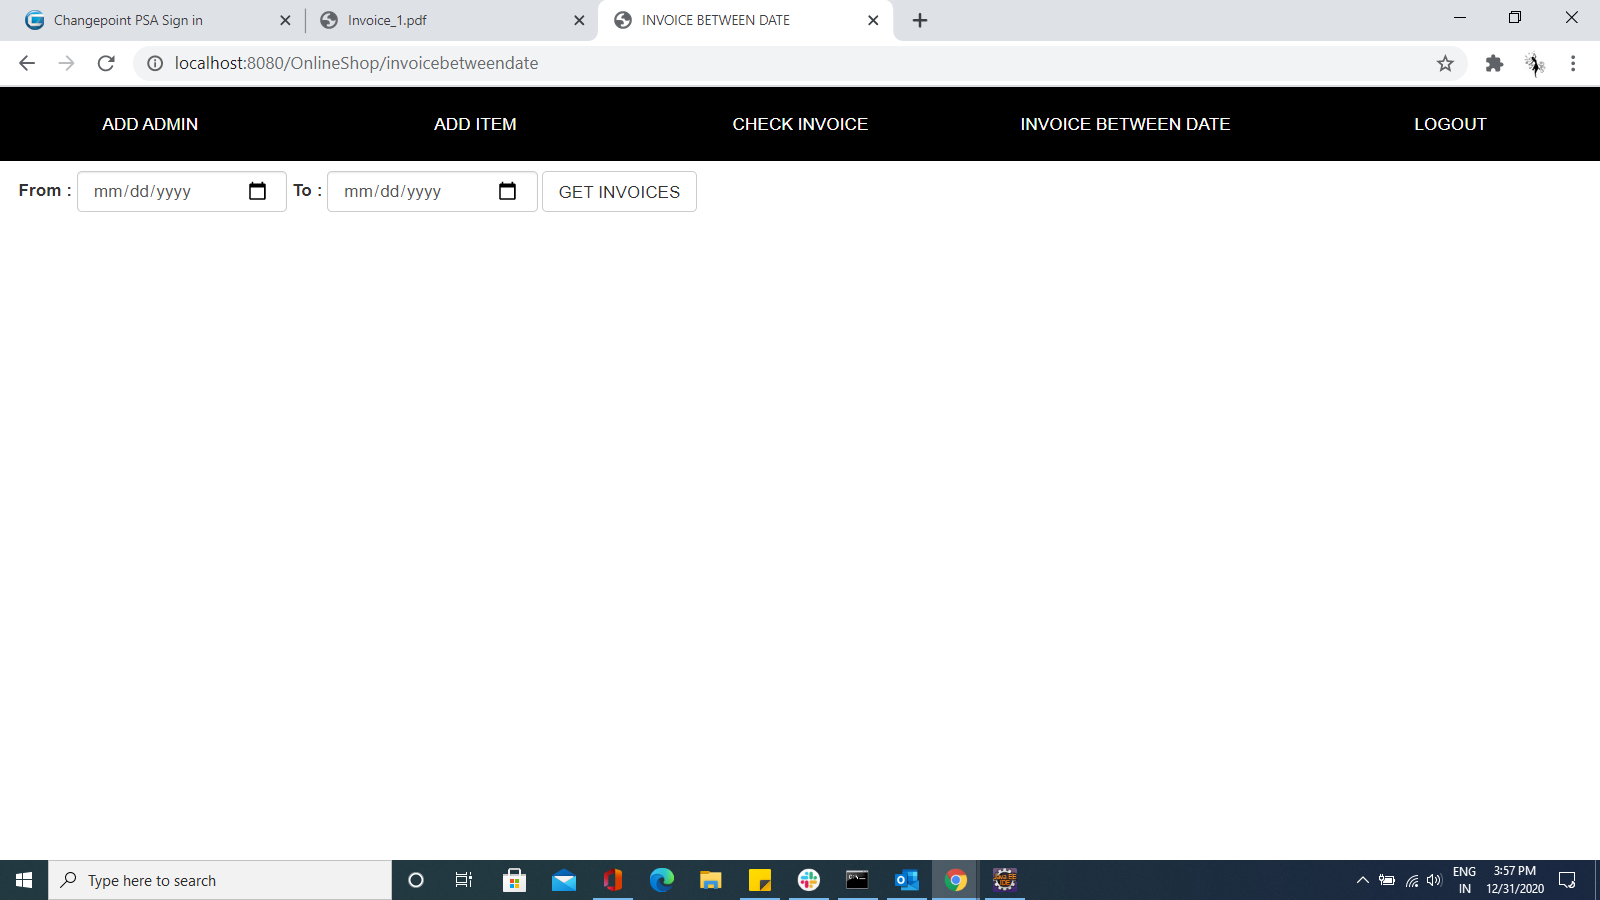 Changepoint PSA Sign in
Invoice_1.pdf
INVOICE BETWEEN DATE
localhost:8080/OnlineShop/invoicebetweendate
ADD ADMIN
ADD ITEM
CHECK INVOICE
INVOICE BETWEEN DATE
LOGOUT
From : mm/dd/yyyy To : mm/dd/yyyy GET INVOICES
Type here to search
ENG
IN
3:57 PM
12/31/2020